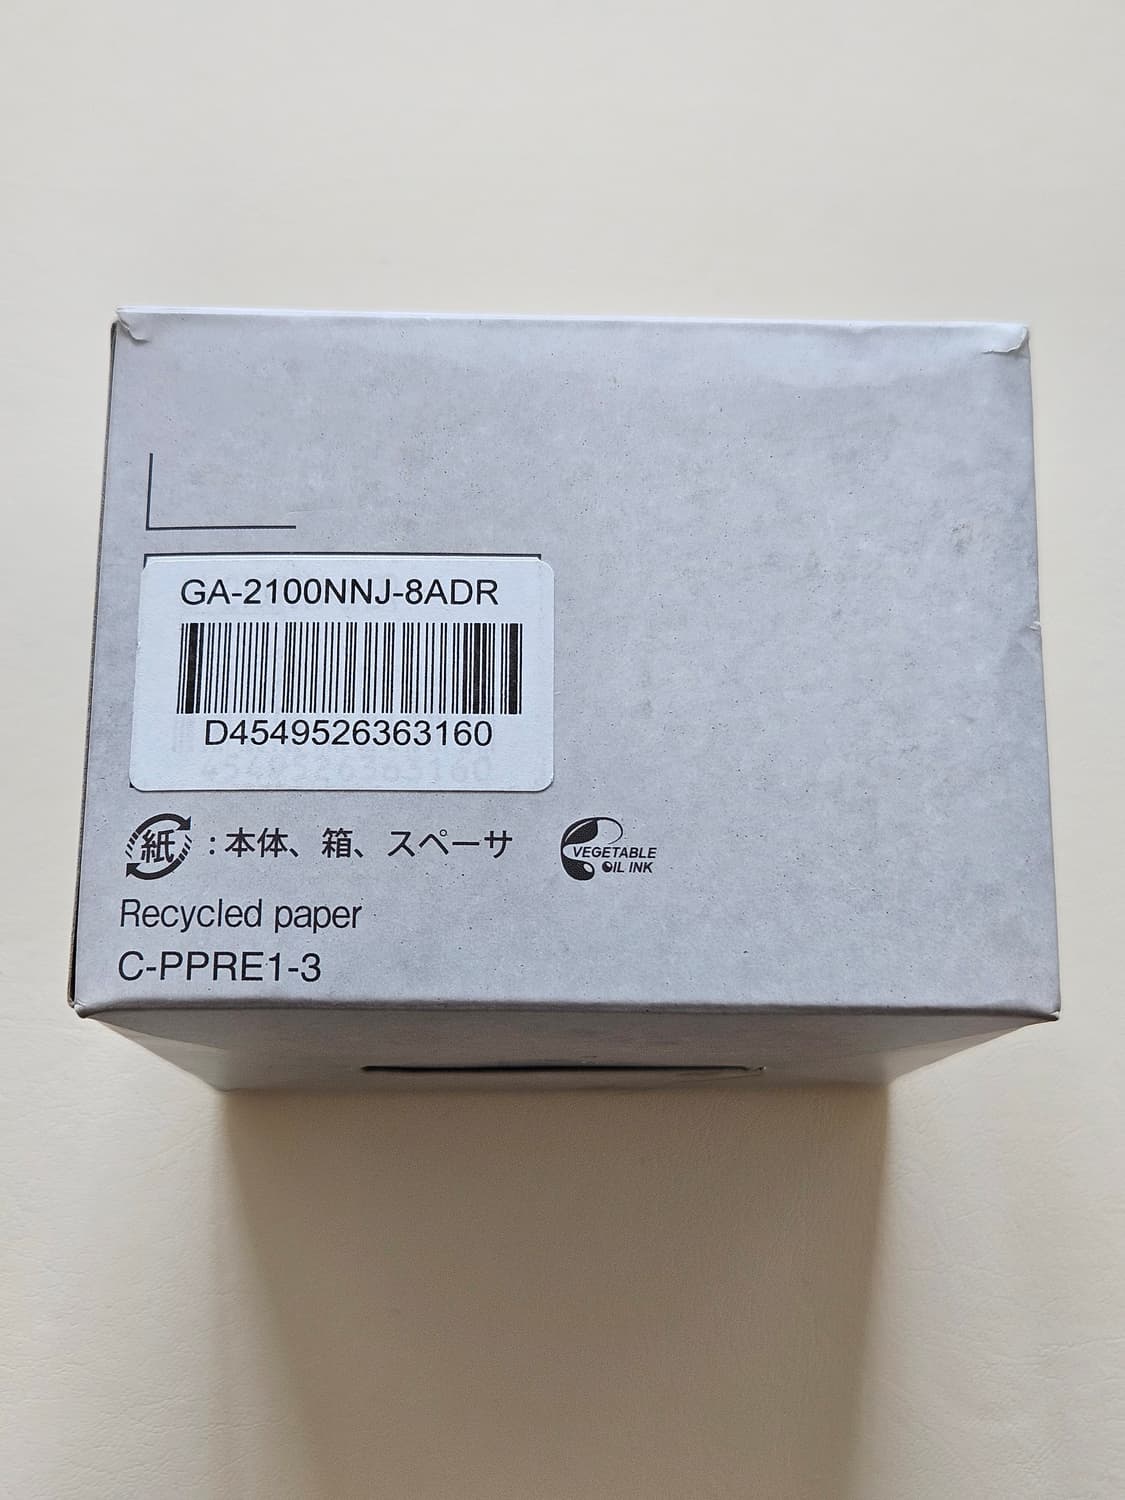 GA-2100NNJ-8ADR
D4549526363160
4549526363160
紙 : 本体、箱、スペーサ
VEGETABLE
OIL INK
Recycled paper
C-PPRE1-3